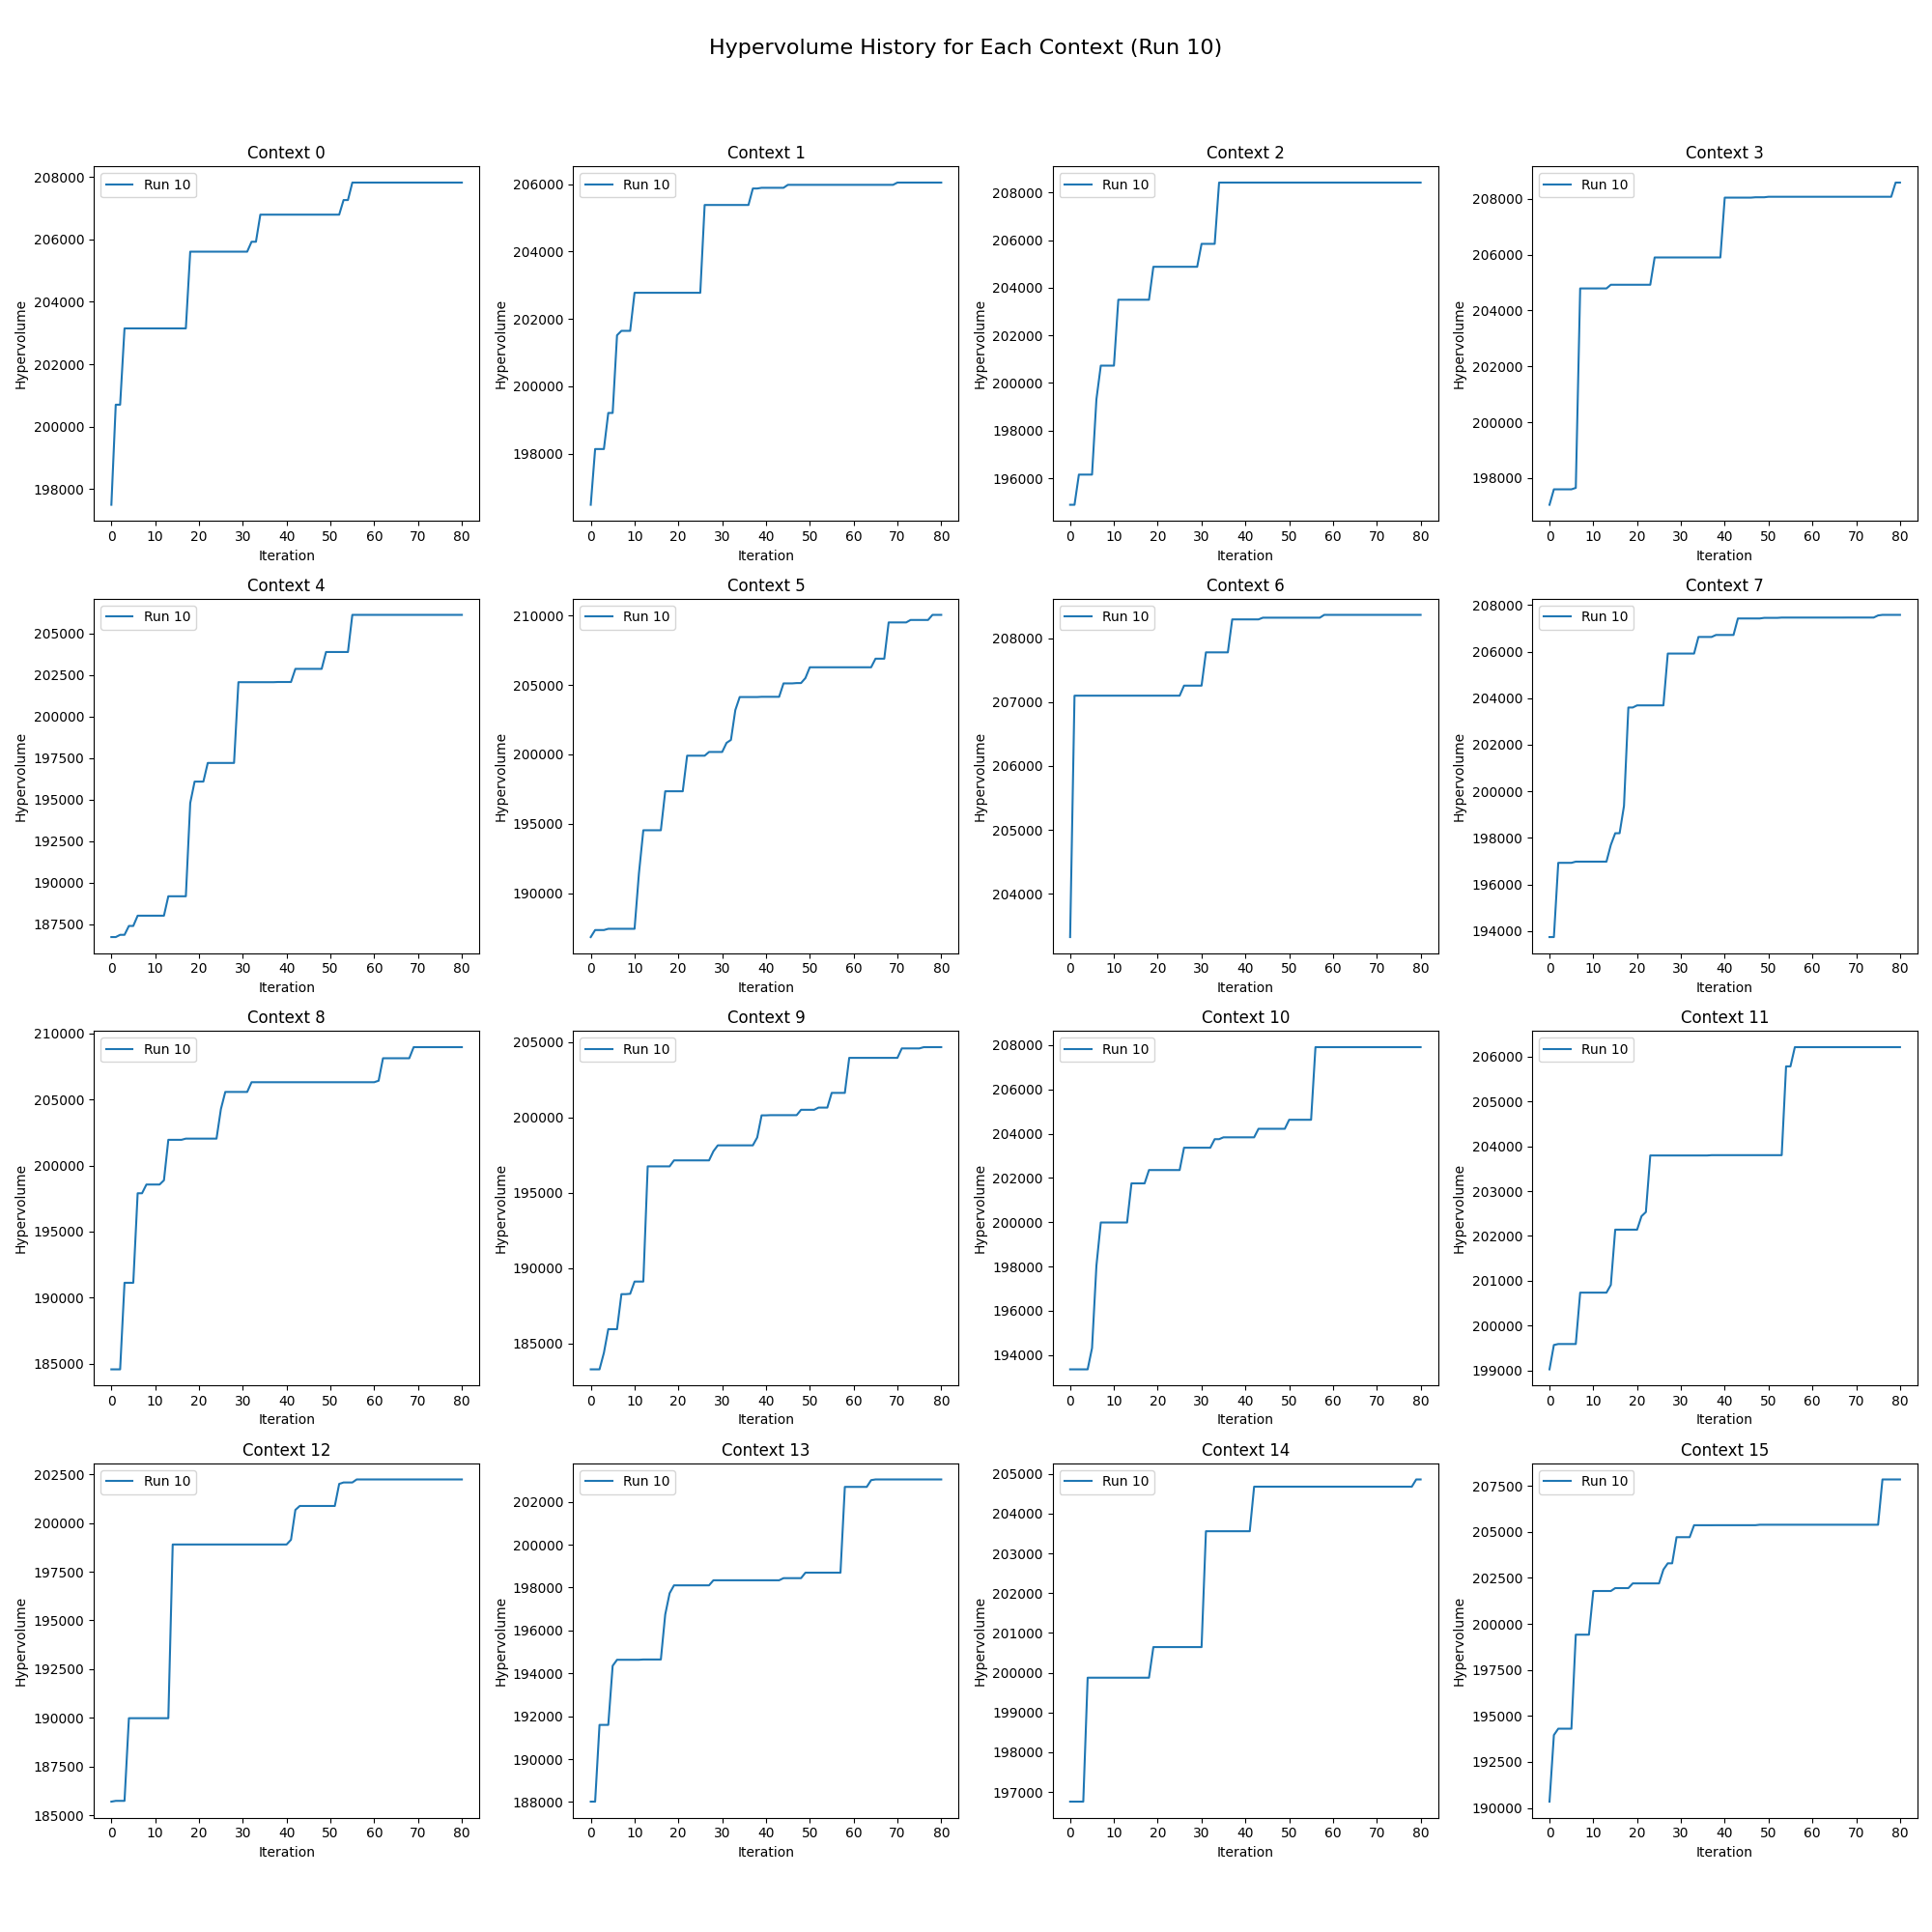 Hypervolume History for Each Context (Run 10)
Context 0
Run 10
208000
206000
204000
202000
200000
198000
Hypervolume
0 10 20 30 40 50 60 70 80
Iteration
Context 1
Run 10
206000
204000
202000
200000
198000
Hypervolume
0 10 20 30 40 50 60 70 80
Iteration
Context 2
Run 10
208000
206000
204000
202000
200000
198000
196000
Hypervolume
0 10 20 30 40 50 60 70 80
Iteration
Context 3
Run 10
208000
206000
204000
202000
200000
198000
Hypervolume
0 10 20 30 40 50 60 70 80
Iteration
Context 4
Run 10
205000
202500
200000
197500
195000
192500
190000
187500
Hypervolume
0 10 20 30 40 50 60 70 80
Iteration
Context 5
Run 10
210000
205000
200000
195000
190000
Hypervolume
0 10 20 30 40 50 60 70 80
Iteration
Context 6
Run 10
208000
207000
206000
205000
204000
Hypervolume
0 10 20 30 40 50 60 70 80
Iteration
Context 7
Run 10
208000
206000
204000
202000
200000
198000
196000
194000
Hypervolume
0 10 20 30 40 50 60 70 80
Iteration
Context 8
Run 10
210000
205000
200000
195000
190000
185000
Hypervolume
0 10 20 30 40 50 60 70 80
Iteration
Context 9
Run 10
205000
200000
195000
190000
185000
Hypervolume
0 10 20 30 40 50 60 70 80
Iteration
Context 10
Run 10
208000
206000
204000
202000
200000
198000
196000
194000
Hypervolume
0 10 20 30 40 50 60 70 80
Iteration
Context 11
Run 10
206000
205000
204000
203000
202000
201000
200000
199000
Hypervolume
0 10 20 30 40 50 60 70 80
Iteration
Context 12
Run 10
202500
200000
197500
195000
192500
190000
187500
185000
Hypervolume
0 10 20 30 40 50 60 70 80
Iteration
Context 13
Run 10
202000
200000
198000
196000
194000
192000
190000
188000
Hypervolume
0 10 20 30 40 50 60 70 80
Iteration
Context 14
Run 10
205000
204000
203000
202000
201000
200000
199000
198000
197000
Hypervolume
0 10 20 30 40 50 60 70 80
Iteration
Context 15
Run 10
207500
205000
202500
200000
197500
195000
192500
190000
Hypervolume
0 10 20 30 40 50 60 70 80
Iteration